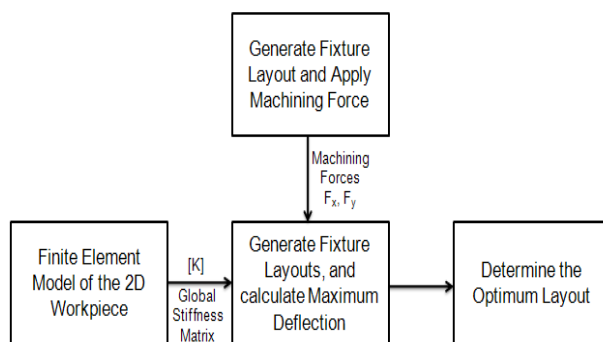 Generate Fixture
Layout and Apply
Machining Force
Machining
Forces
Fx, Fy
Finite Element
Model of the 2D
Workpiece
[K]
Global
Stiffness
Matrix
Generate Fixture
Layouts, and
calculate Maximum
Deflection
Determine the
Optimum Layout